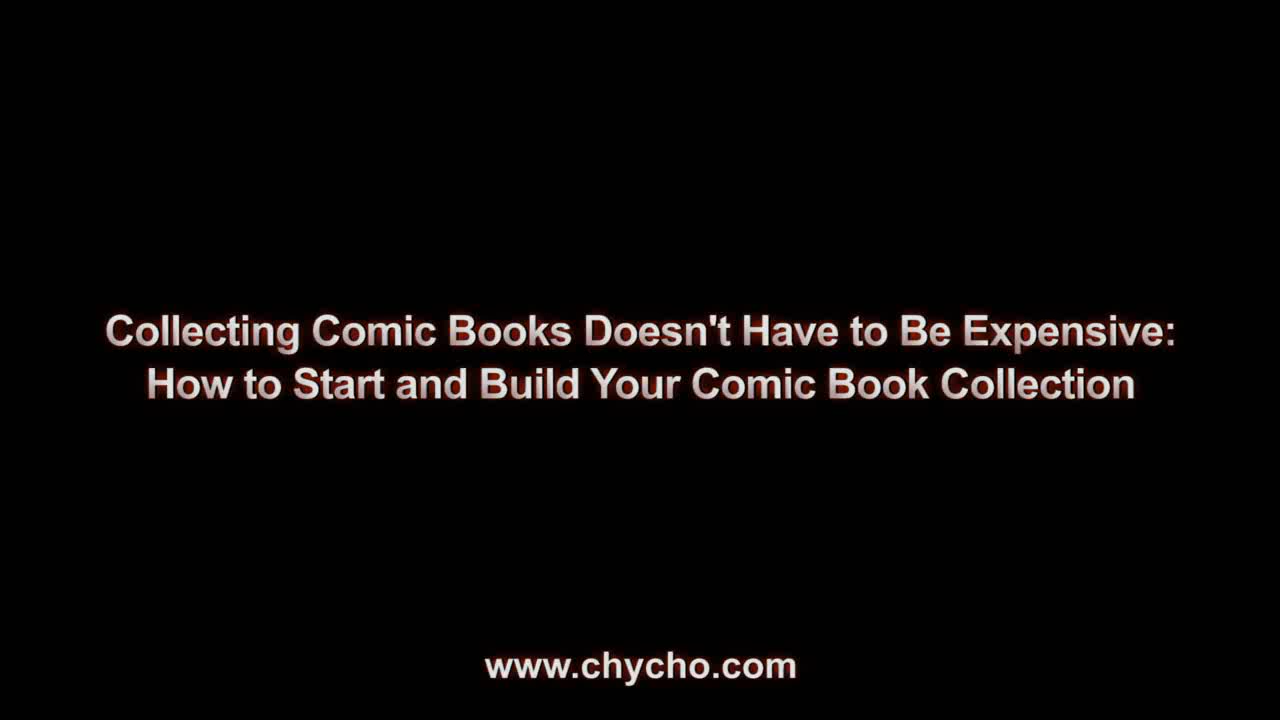 Collecting Comic Books Doesn't Have to Be Expensive:
How to Start and Build Your Comic Book Collection
www.chycho.com